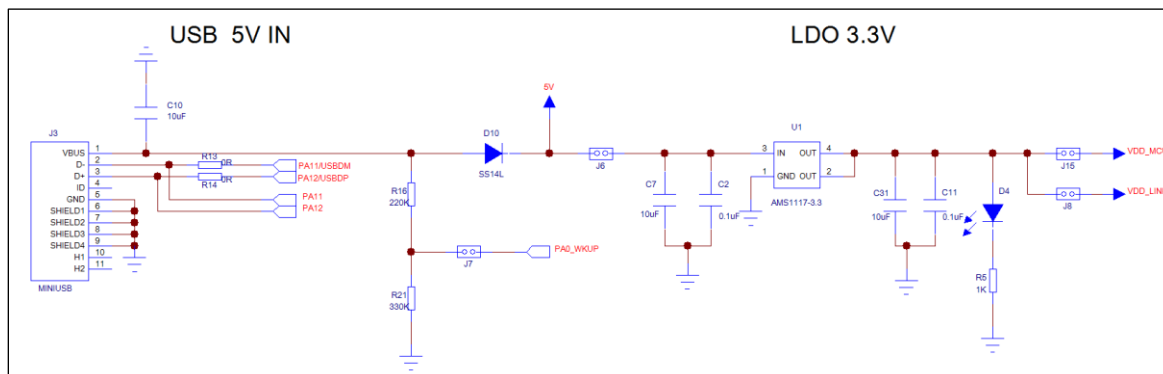 USB 5V IN
LDO 3.3V
C10
10uF
J3
VBUS 1
D- 2
D+ 3
ID 4
GND 5
SHIELD1 6
SHIELD2 7
SHIELD3 8
SHIELD4 9
H1 10
H2 11
MINIUSB
R13
0R
PA11/USBDM
R14
0R
PA12/USBDP
PA11
PA12
R16
220K
J7
PA0_WKUP
R21
330K
D10
SS14L
5V
J6
C7
10uF
C2
0.1uF
U1
3 IN OUT 4
1 GND OUT 2
AMS1117-3.3
C31
10uF
C11
0.1uF
D4
R5
1K
J15
J8